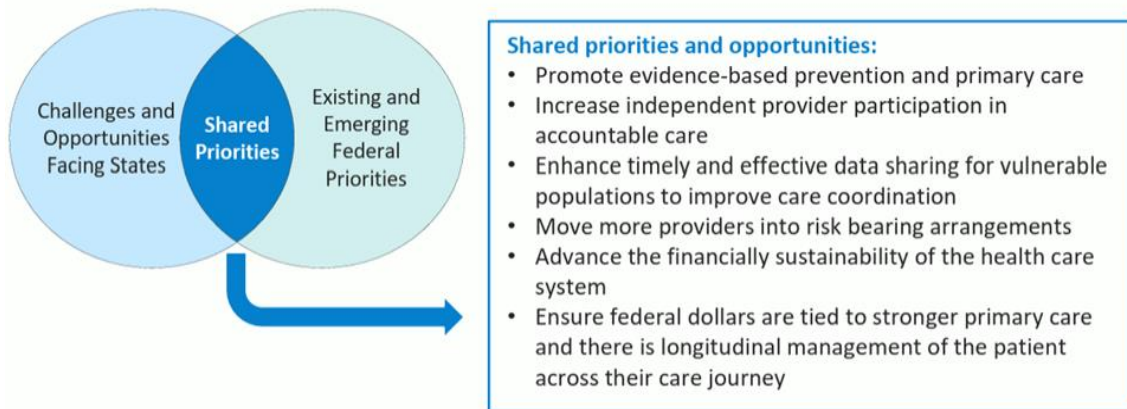 Challenges and
Opportunities
Facing States
Shared
Priorities
Existing and
Emerging
Federal
Priorities
Shared priorities and opportunities:
• Promote evidence-based prevention and primary care
• Increase independent provider participation in
accountable care
• Enhance timely and effective data sharing for vulnerable
populations to improve care coordination
• Move more providers into risk bearing arrangements
• Advance the financially sustainability of the health care
system
• Ensure federal dollars are tied to stronger primary care
and there is longitudinal management of the patient
across their care journey